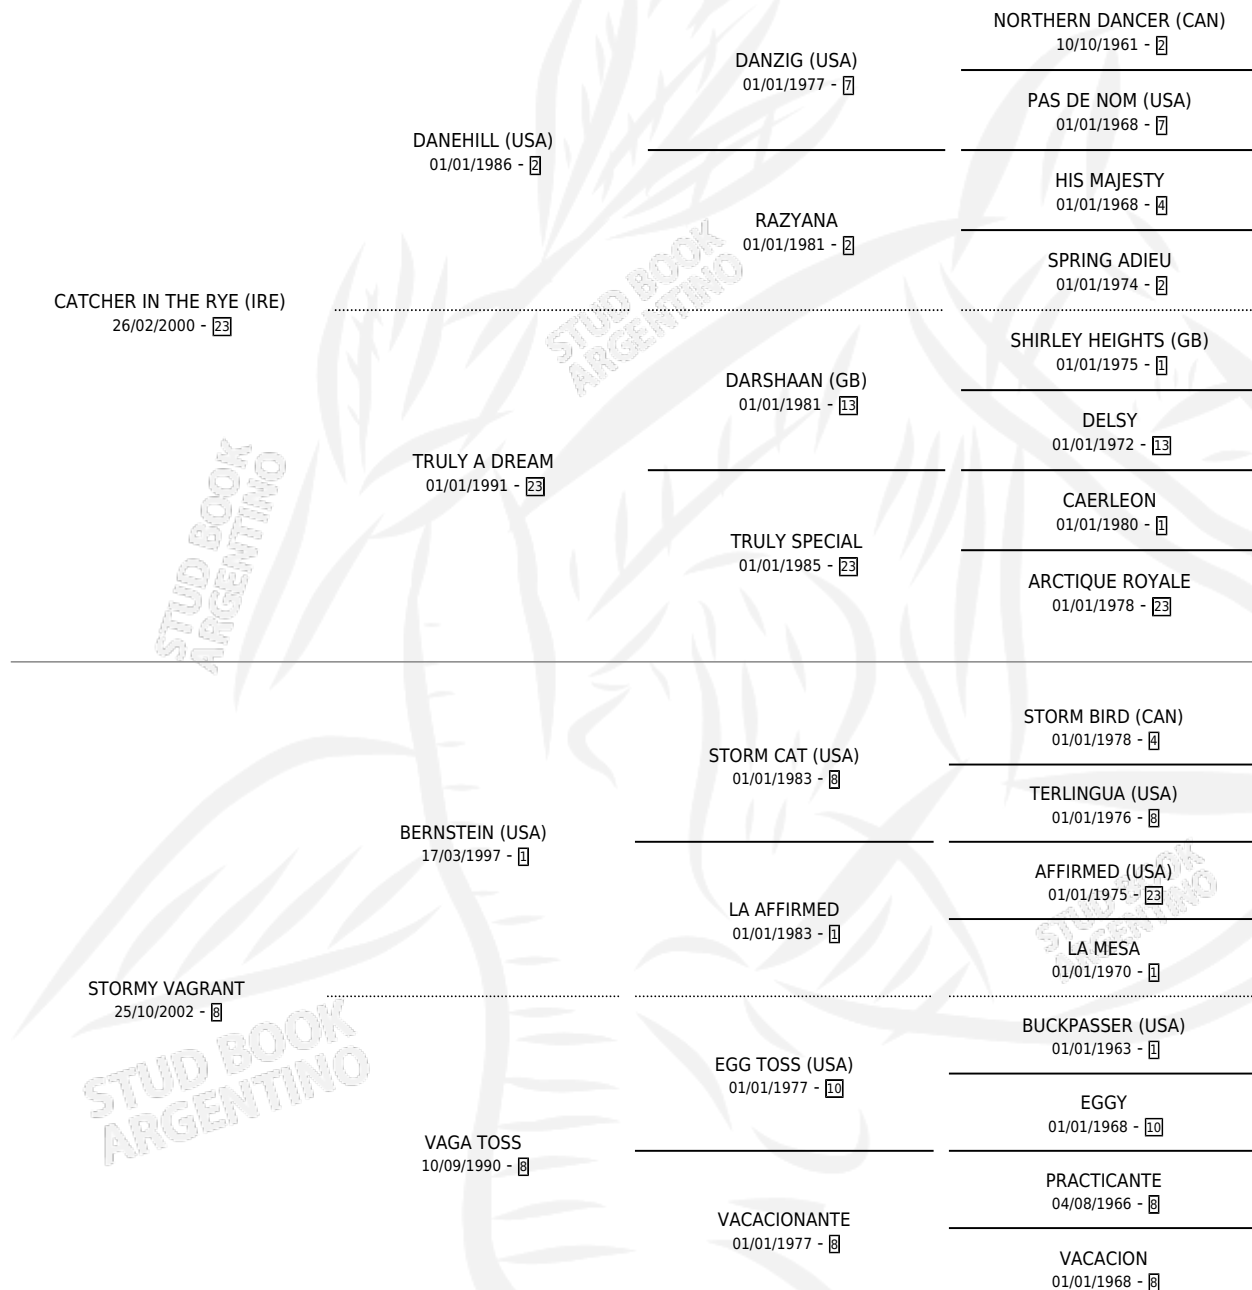 NORTHERN DANCER (CAN)
10/10/1961 - 2
DANZIG (USA)
01/01/1977 - 7
PAS DE NOM (USA)
01/01/1968 - 7
DANEHILL (USA)
01/01/1986 - 2
HIS MAJESTY
01/01/1968 - 4
RAZYANA
01/01/1981 - 2
SPRING ADIEU
01/01/1974 - 2
CATCHER IN THE RYE (IRE)
26/02/2000 - 23
STUD BOOK
ARGENTINO
SHIRLEY HEIGHTS (GB)
01/01/1975 - 1
DARSHAAN (GB)
01/01/1981 - 13
DELSY
01/01/1972 - 13
TRULY A DREAM
01/01/1991 - 23
CAERLEON
01/01/1980 - 1
TRULY SPECIAL
01/01/1985 - 23
ARCTIQUE ROYALE
01/01/1978 - 23
STUD BOOK
ARGENTINO
STORM BIRD (CAN)
01/01/1978 - 4
STORM CAT (USA)
01/01/1983 - 8
TERLINGUA (USA)
01/01/1976 - 8
BERNSTEIN (USA)
17/03/1997 - 1
AFFIRMED (USA)
01/01/1975 - 23
LA AFFIRMED
01/01/1983 - 1
STUD BOOK
ARGENTINO
LA MESA
01/01/1970 - 1
STORMY VAGRANT
25/10/2002 - 8
BUCKPASSER (USA)
01/01/1963 - 1
EGG TOSS (USA)
01/01/1977 - 10
EGGY
01/01/1968 - 10
STUD BOOK
ARGENTINO
VAGA TOSS
10/09/1990 - 8
PRACTICANTE
04/08/1966 - 8
VACACIONANTE
01/01/1977 - 8
VACACION
01/01/1968 - 8